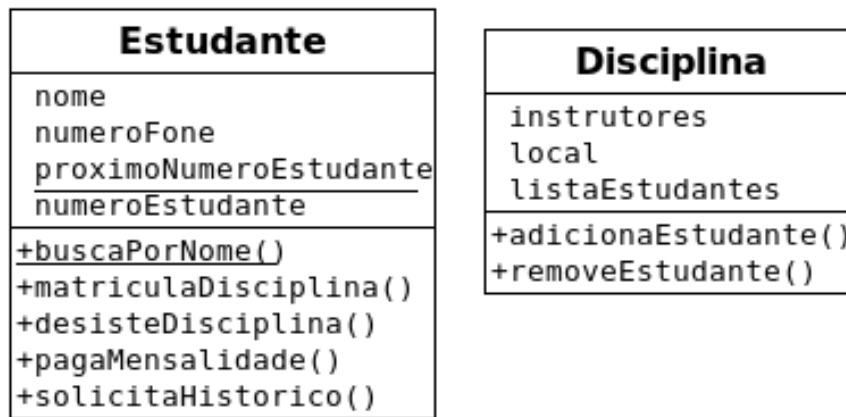 Estudante
nome
numeroFone
proximoNumeroEstudante
numeroEstudante
+buscaPorNome()
+matriculaDisciplina()
+desisteDisciplina()
+pagaMensalidade()
+solicitaHistorico()
Disciplina
instrutores
local
listaEstudantes
+adicionaEstudante()
+removeEstudante()